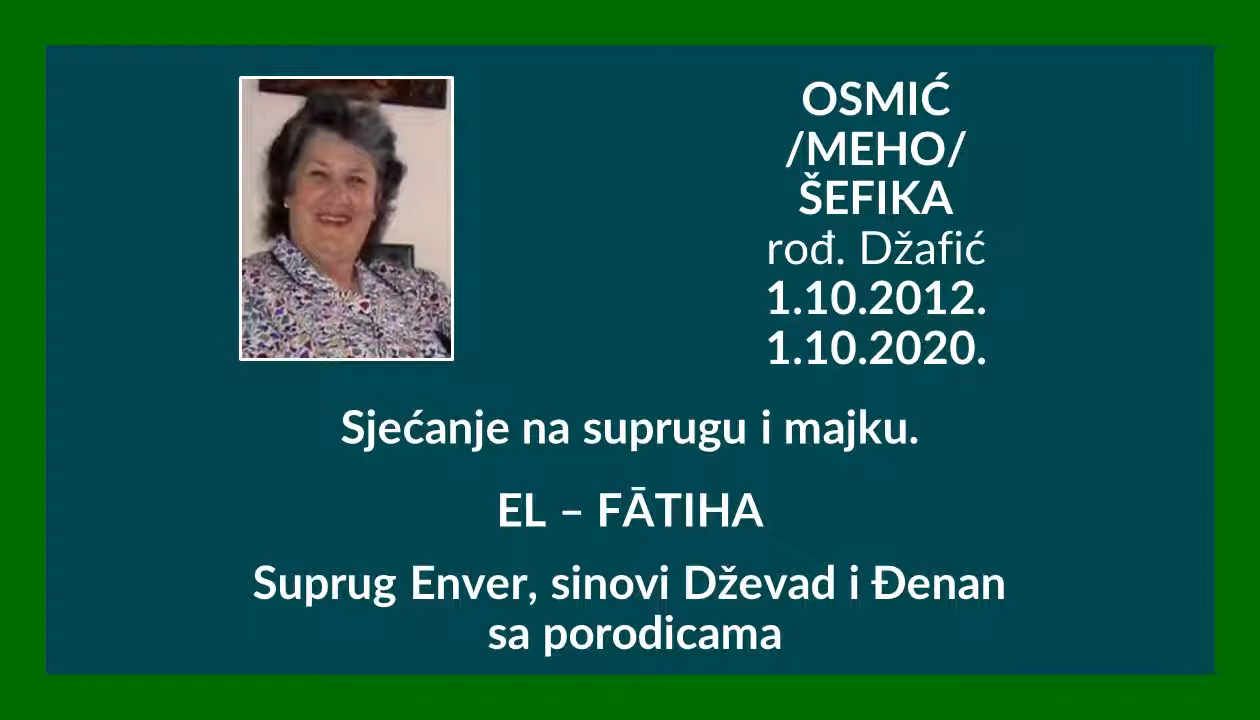 OSMIĆ
/MEHO/
ŠEFIKA
rođ. Džafić
1.10.2012.
1.10.2020.
Sjećanje na suprugu i majku.
EL – FĀTIHA
Suprug Enver, sinovi Dževad i Đenan
sa porodicama